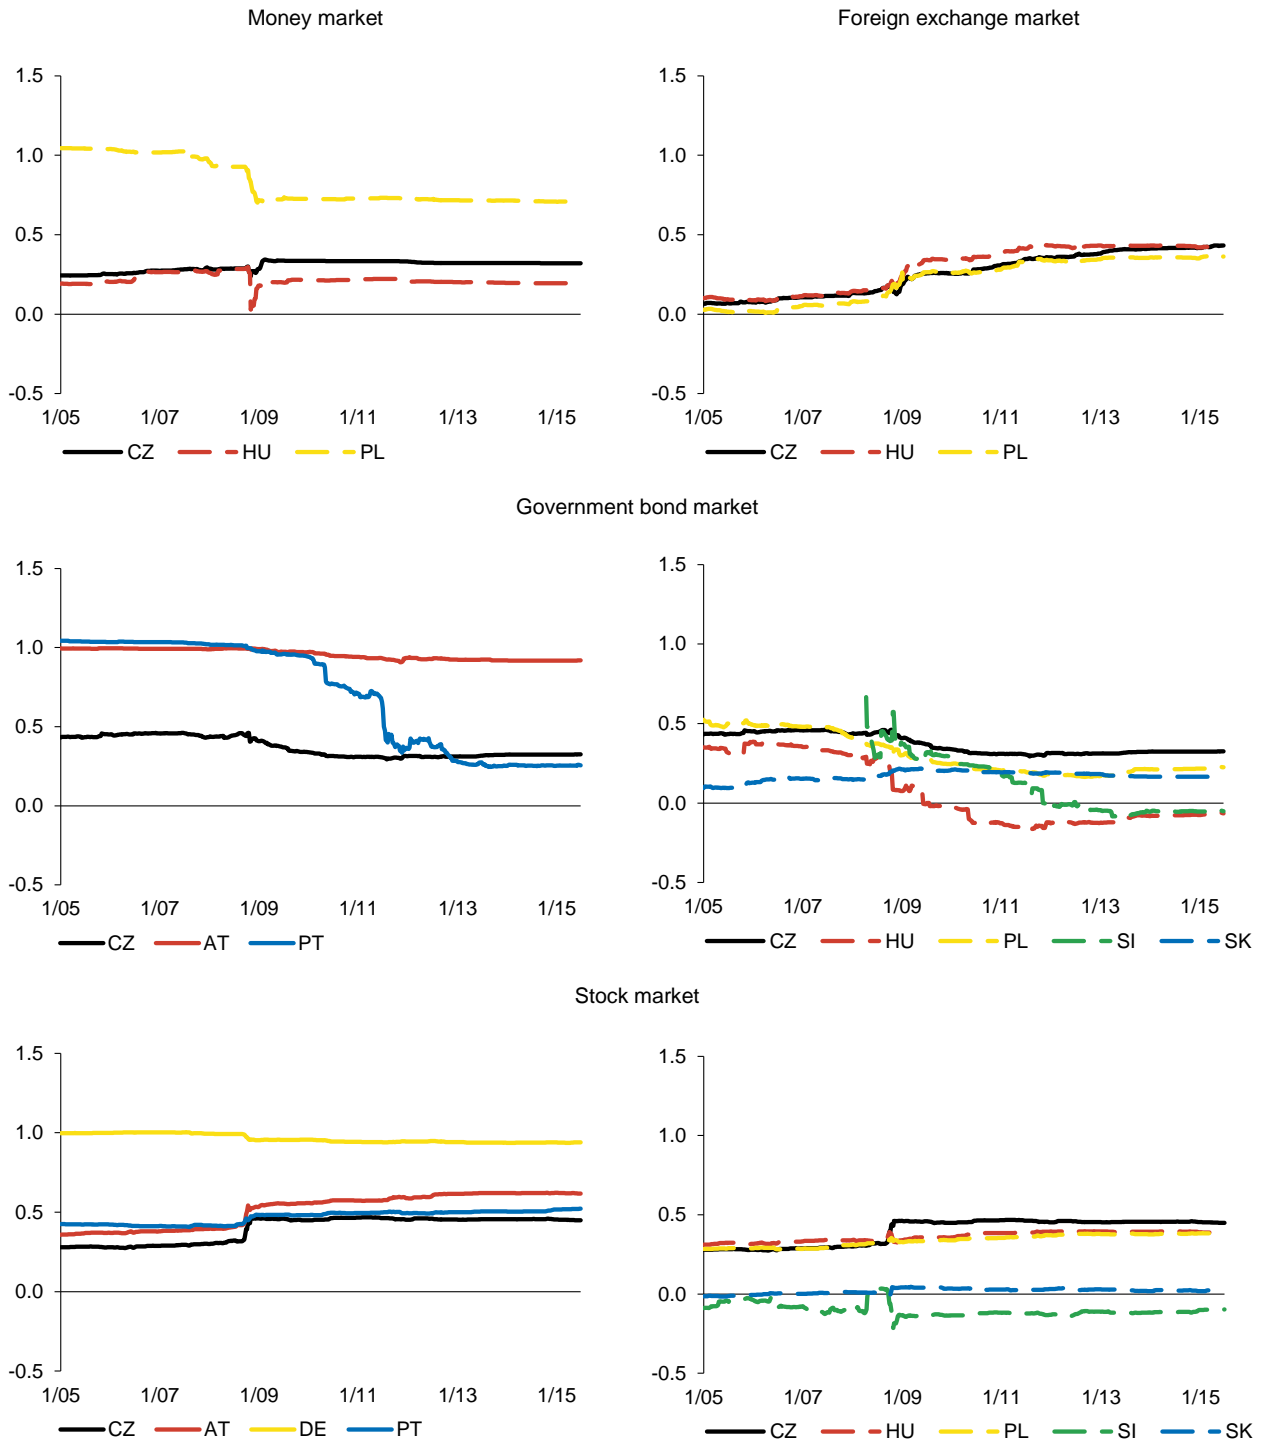 Money market
Foreign exchange market
1.5
1.0
0.5
0.0
-0.5
1/05 1/07 1/09 1/11 1/13 1/15
CZ HU PL
1.5
1.0
0.5
0.0
-0.5
1/05 1/07 1/09 1/11 1/13 1/15
CZ HU PL
Government bond market
1.5
1.0
0.5
0.0
-0.5
1/05 1/07 1/09 1/11 1/13 1/15
CZ AT PT
1.5
1.0
0.5
0.0
-0.5
1/05 1/07 1/09 1/11 1/13 1/15
CZ HU PL SI SK
Stock market
1.5
1.0
0.5
0.0
-0.5
1/05 1/07 1/09 1/11 1/13 1/15
CZ AT DE PT
1.5
1.0
0.5
0.0
-0.5
1/05 1/07 1/09 1/11 1/13 1/15
CZ HU PL SI SK